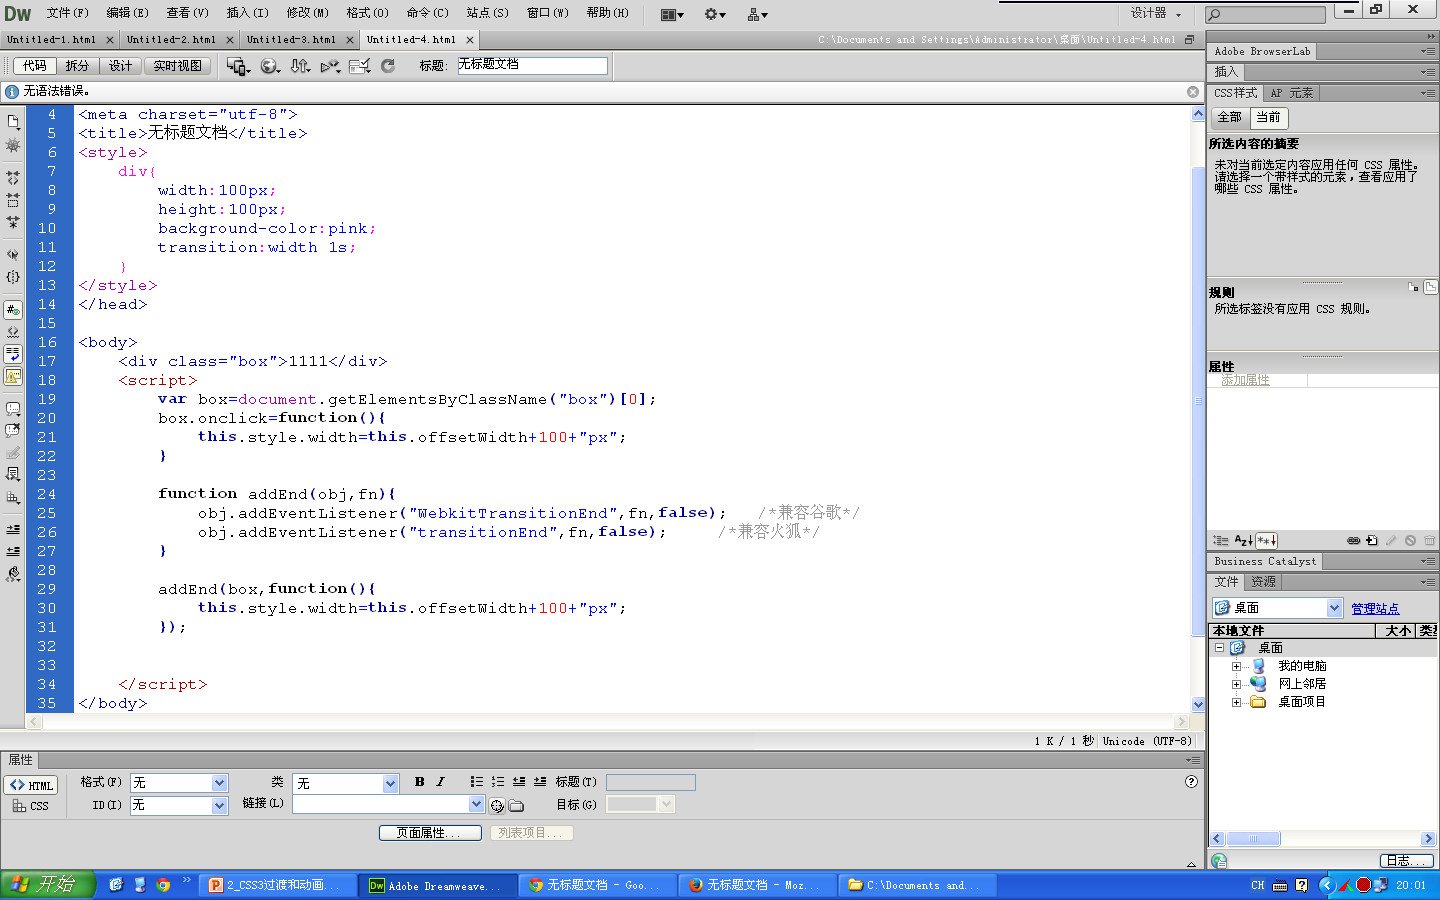 Dw 文件(F) 编辑(E) 查看(V) 插入(I) 修改(M) 格式(O) 命令(C) 站点(S) 窗口(W) 帮助(H) 设计器
Untitled-1.html Untitled-2.html Untitled-3.html Untitled-4.html C:\Documents and Settings\Administrator\桌面\Untitled-4.html
代码 拆分 设计 实时视图 标题: 无标题文档
无语法错误。
4 <meta charset="utf-8">
5 <title>无标题文档</title>
6 <style>
7 div{
8 width:100px;
9 height:100px;
10 background-color:pink;
11 transition:width 1s;
12 }
13 </style>
14 </head>
15
16 <body>
17 <div class="box">1111</div>
18 <script>
19 var box=document.getElementsByClassName("box")[0];
20 box.onclick=function(){
21 this.style.width=this.offsetWidth+100+"px";
22 }
23
24 function addEnd(obj,fn){
25 obj.addEventListener("WebkitTransitionEnd",fn,false); /*兼容谷歌*/
26 obj.addEventListener("transitionEnd",fn,false); /*兼容火狐*/
27 }
28
29 addEnd(box,function(){
30 this.style.width=this.offsetWidth+100+"px";
31 });
32
33
34 </script>
35 </body>
1 K / 1 秒 Unicode (UTF-8)
Adobe BrowserLab
插入
CSS样式 AP 元素
全部 当前
所选内容的摘要
未对当前选定内容应用任何 CSS 属性。
请选择一个带样式的元素，查看应用了
哪些 CSS 属性。
规则
所选标签没有应用 CSS 规则。
属性
添加属性
Business Catalyst
文件 资源
桌面 管理站点
本地文件 大小 类型
桌面
我的电脑
网上邻居
桌面项目
日志...
属性
HTML 格式(F) 无 类 无 B I 标题(T)
CSS ID(I) 无 链接(L) 目标(G)
页面属性... 列表项目...
开始 2_CSS3过渡和动画... Adobe Dreamweave... 无标题文档 - Goo... 无标题文档 - Moz... C:\Documents and... CH 20:01